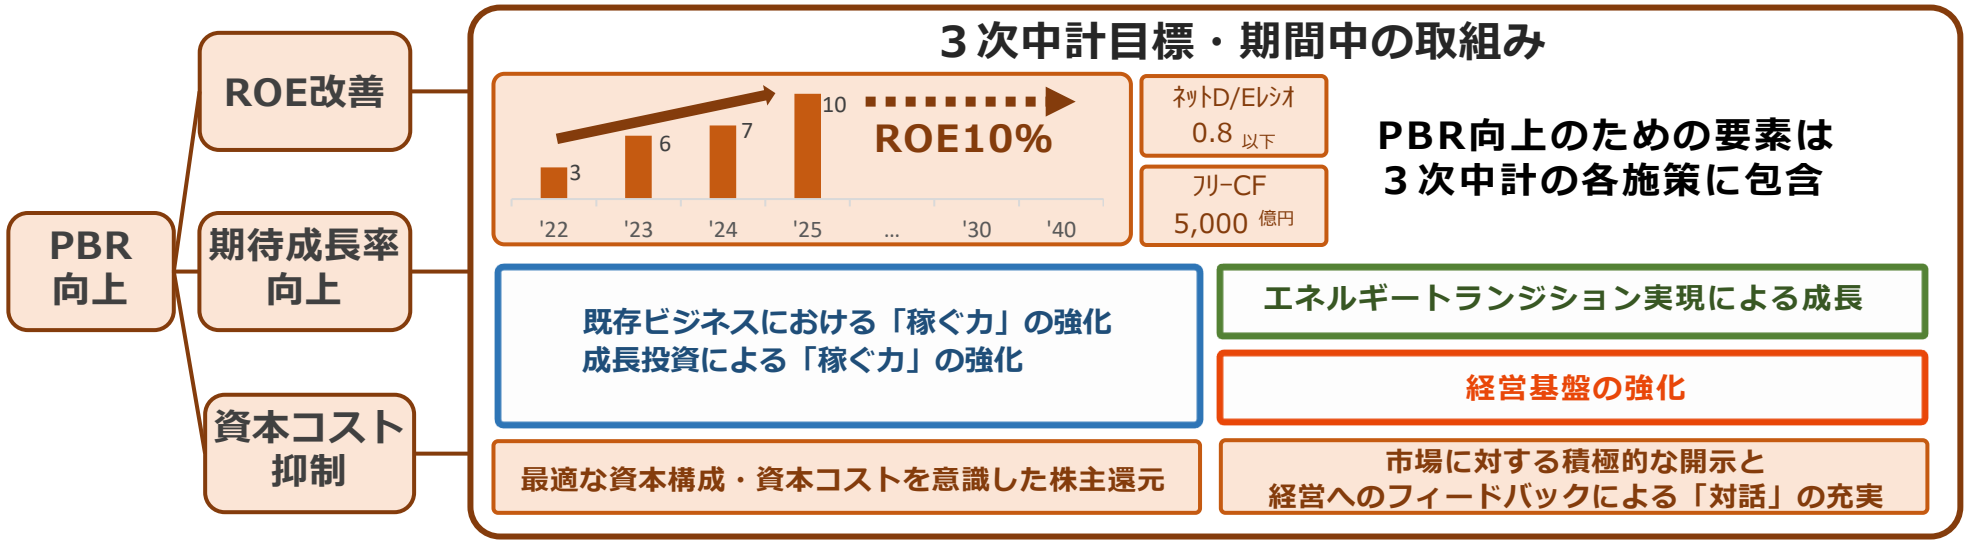 PBR
向上
ROE改善
期待成長率
向上
資本コスト
抑制
３次中計目標・期間中の取組み
3
6
7
10
ROE10%
'22
'23
'24
'25
...
'30
'40
ﾈｯﾄD/Eﾚｼｵ
0.8 以下
ﾌﾘｰCF
5,000 億円
PBR向上のための要素は
３次中計の各施策に包含
既存ビジネスにおける「稼ぐ力」の強化
成長投資による「稼ぐ力」の強化
エネルギートランジション実現による成長
経営基盤の強化
最適な資本構成・資本コストを意識した株主還元
市場に対する積極的な開示と
経営へのフィードバックによる「対話」の充実